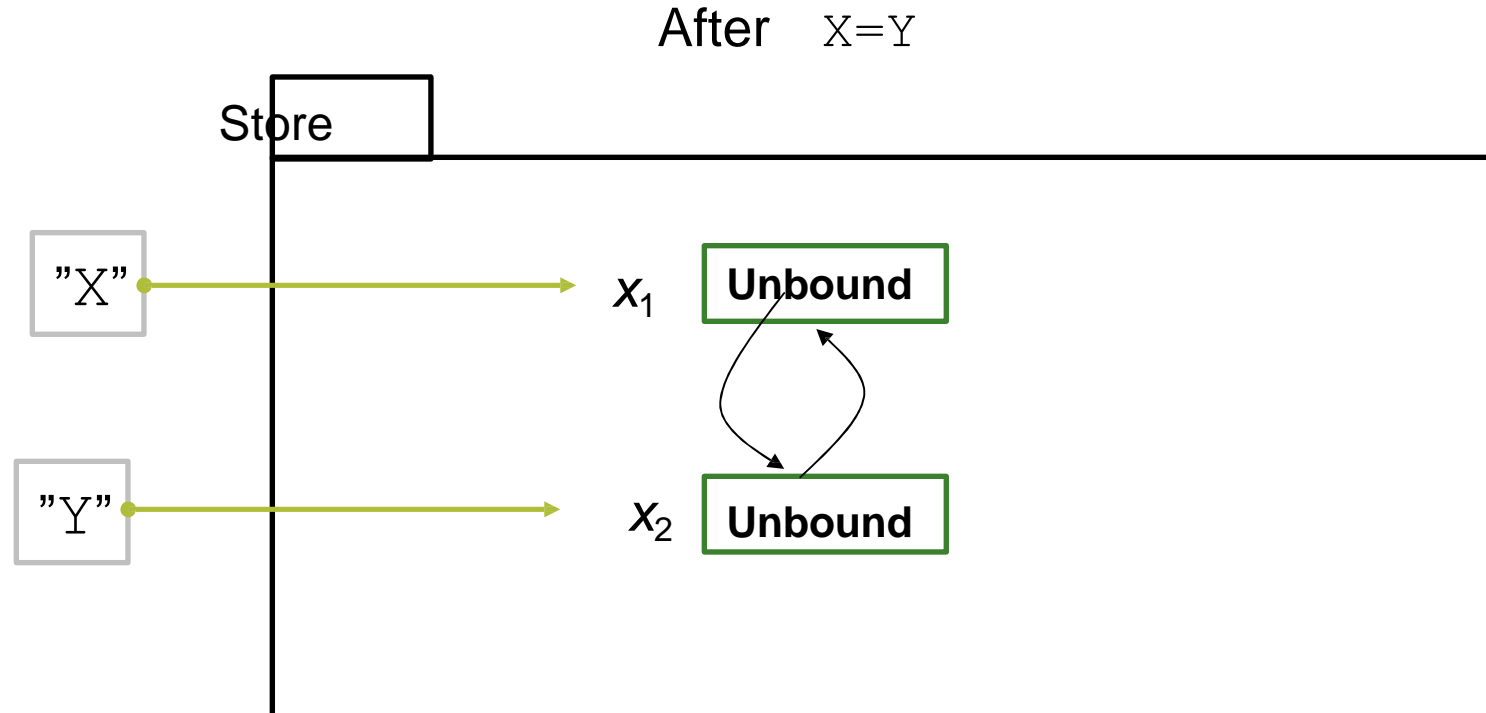 After X=Y
Store
”X”
x1
Unbound
”Y”
x2
Unbound